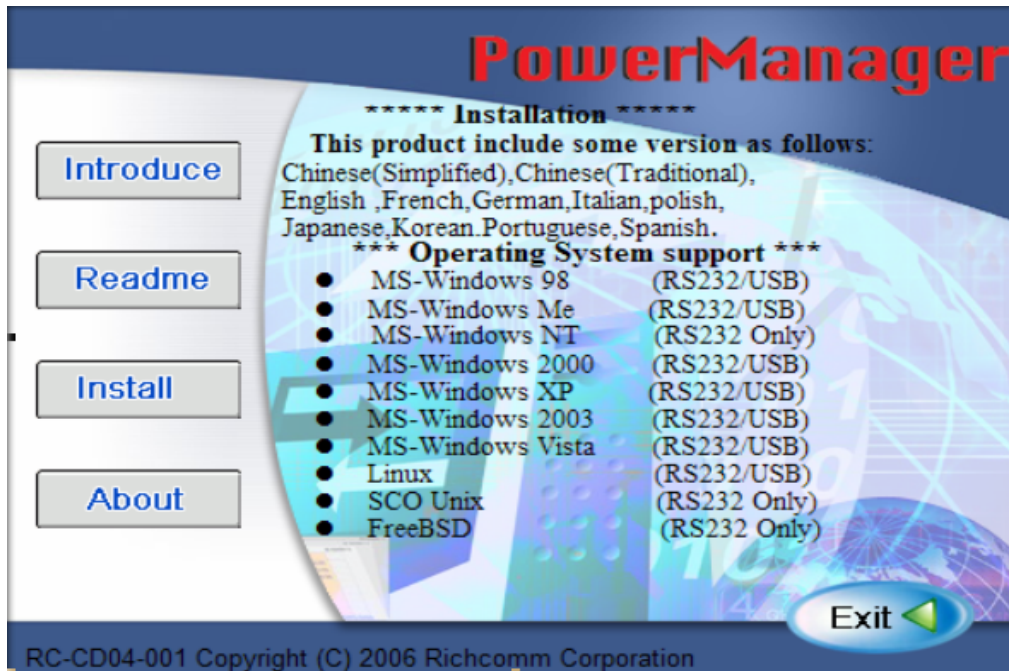 PowerManager
***** Installation *****
This product include some version as follows:
Chinese(Simplified),Chinese(Traditional),
English ,French,German,Italian,polish,
Japanese,Korean.Portuguese,Spanish.
*** Operating System support ***
● MS-Windows 98 (RS232/USB)
● MS-Windows Me (RS232/USB)
● MS-Windows NT (RS232 Only)
● MS-Windows 2000 (RS232/USB)
● MS-Windows XP (RS232/USB)
● MS-Windows 2003 (RS232/USB)
● MS-Windows Vista (RS232/USB)
● Linux (RS232/USB)
● SCO Unix (RS232 Only)
● FreeBSD (RS232 Only)
Introduce
Readme
Install
About
Exit
RC-CD04-001 Copyright (C) 2006 Richcomm Corporation